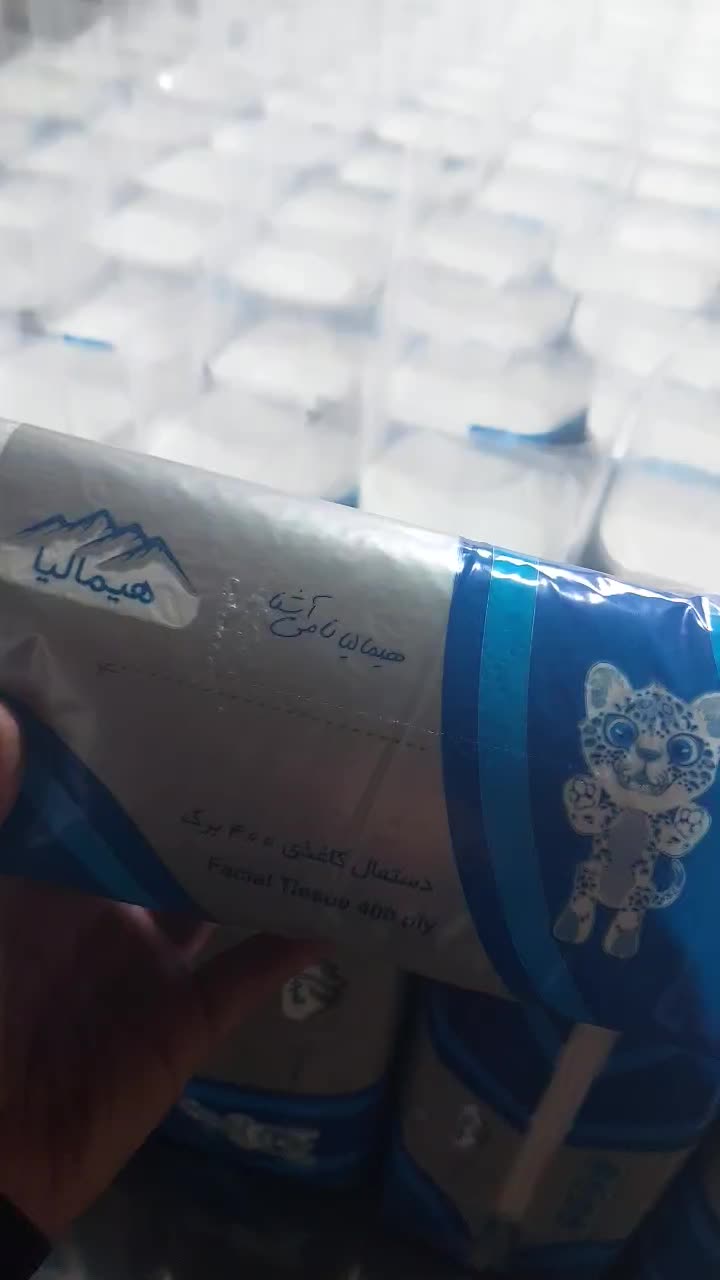 هیمالیا
هیمالیا نامی آشنا
دستمال کاغذی ۴۰۰ برگ
Facial Tissue 400 ply